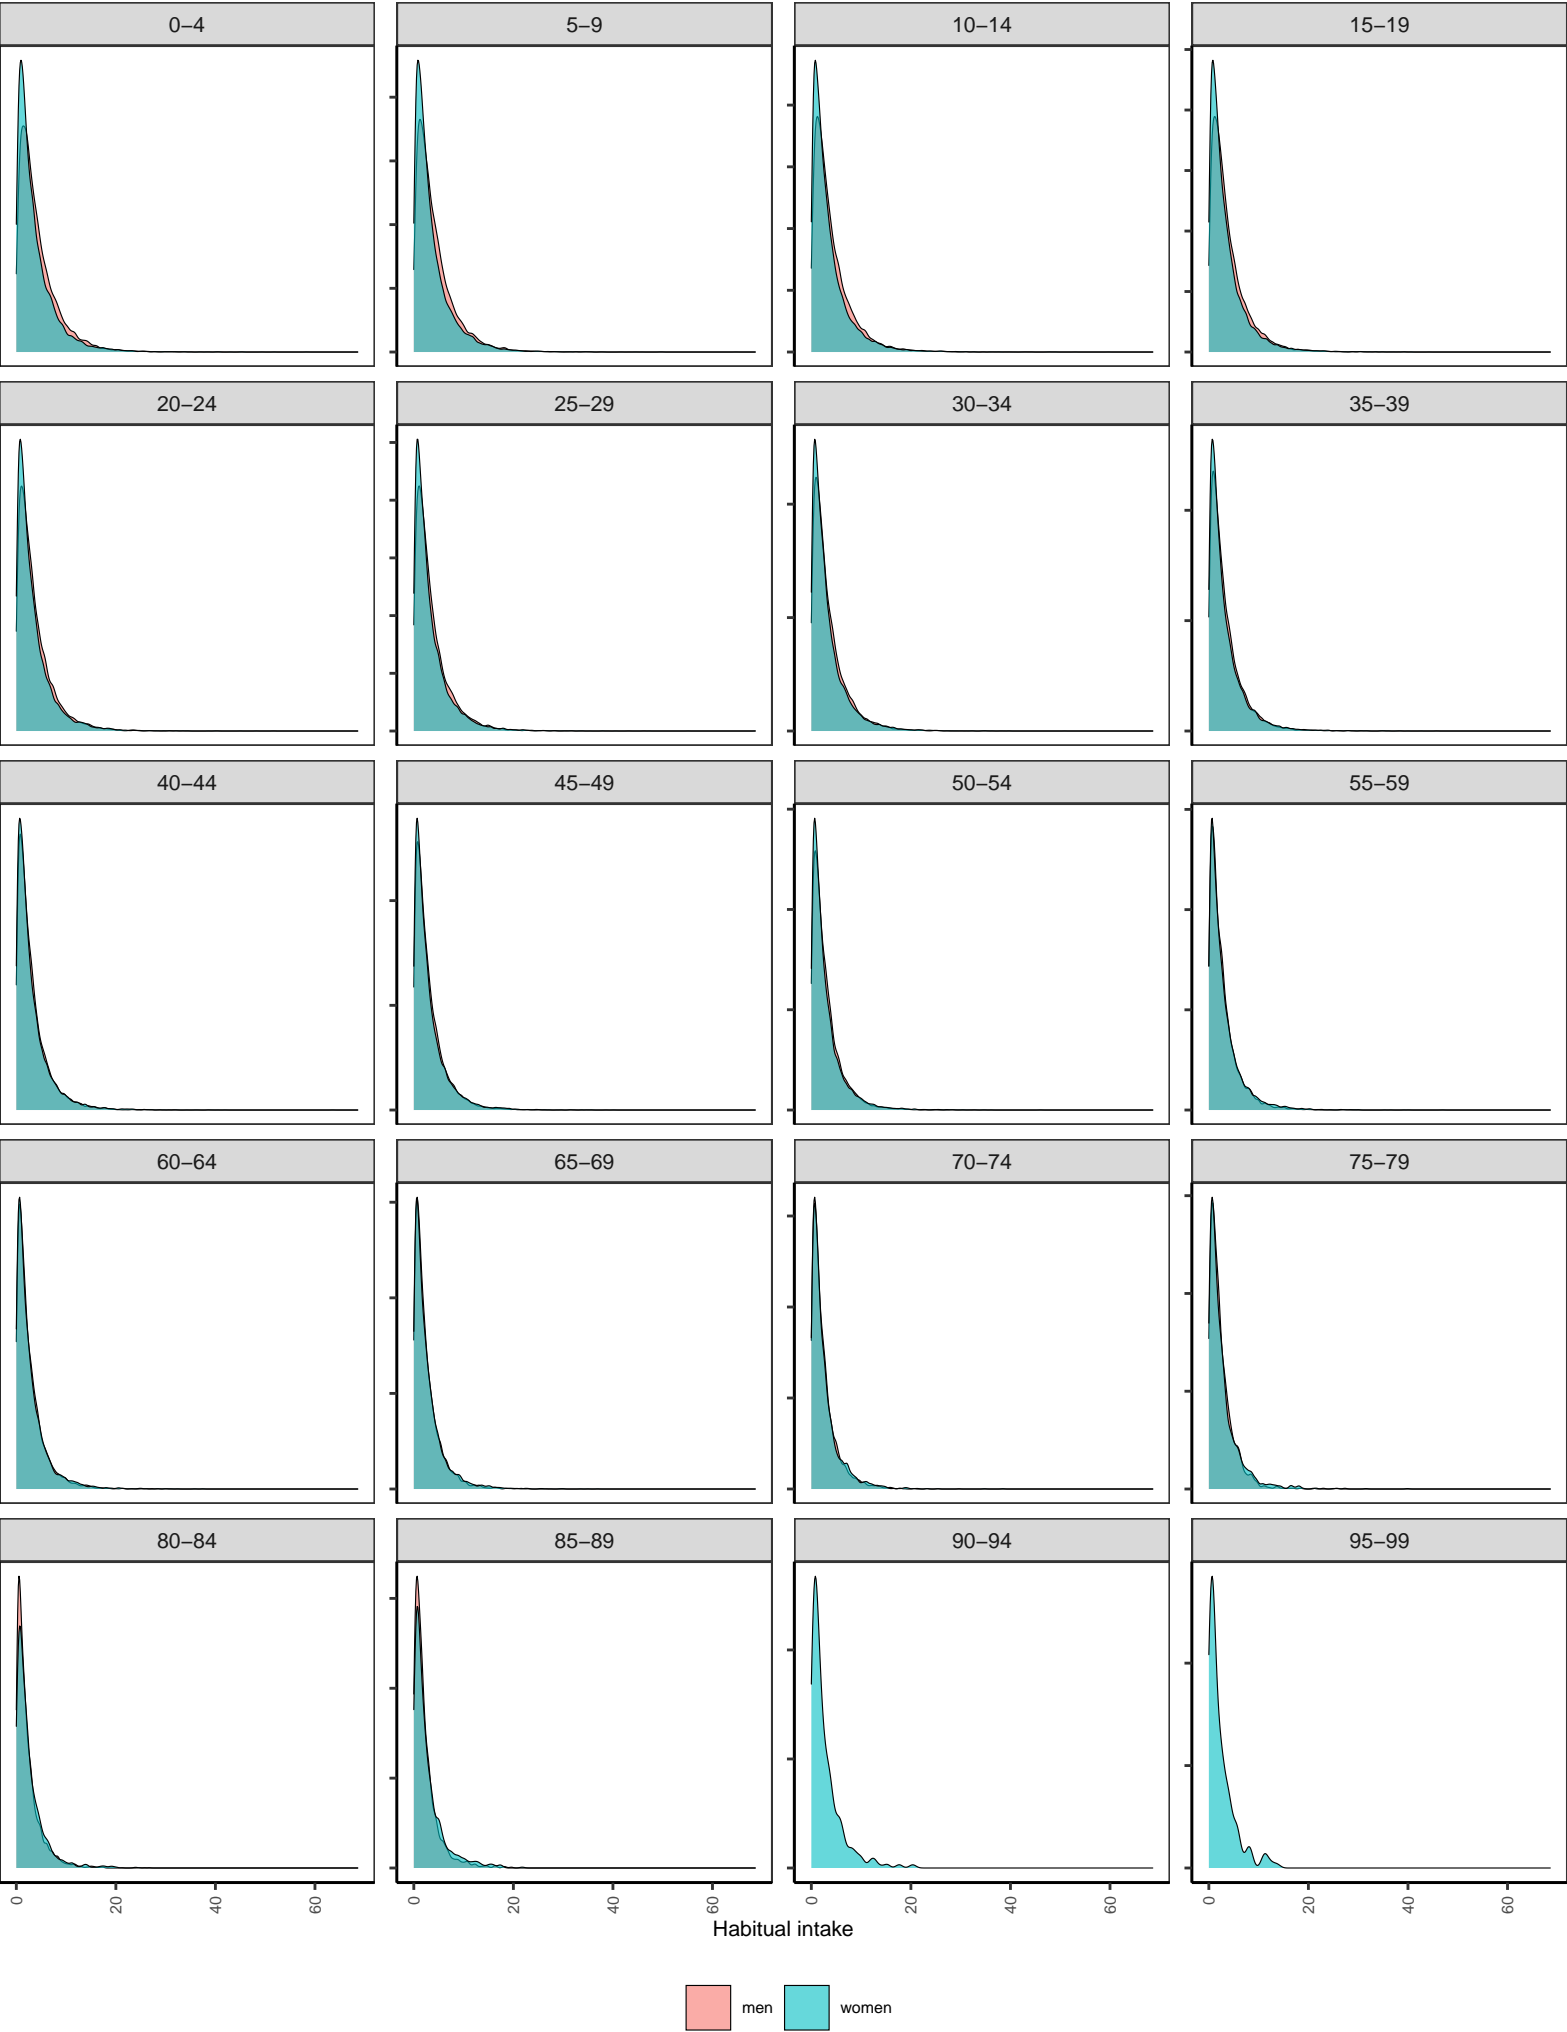 0–4 5–9 10–14 15–19
20–24 25–29 30–34 35–39
40–44 45–49 50–54 55–59
60–64 65–69 70–74 75–79
80–84 85–89 90–94 95–99
0 20 40 60 0 20 40 60 0 20 40 60 0 20 40 60
Habitual intake
men women